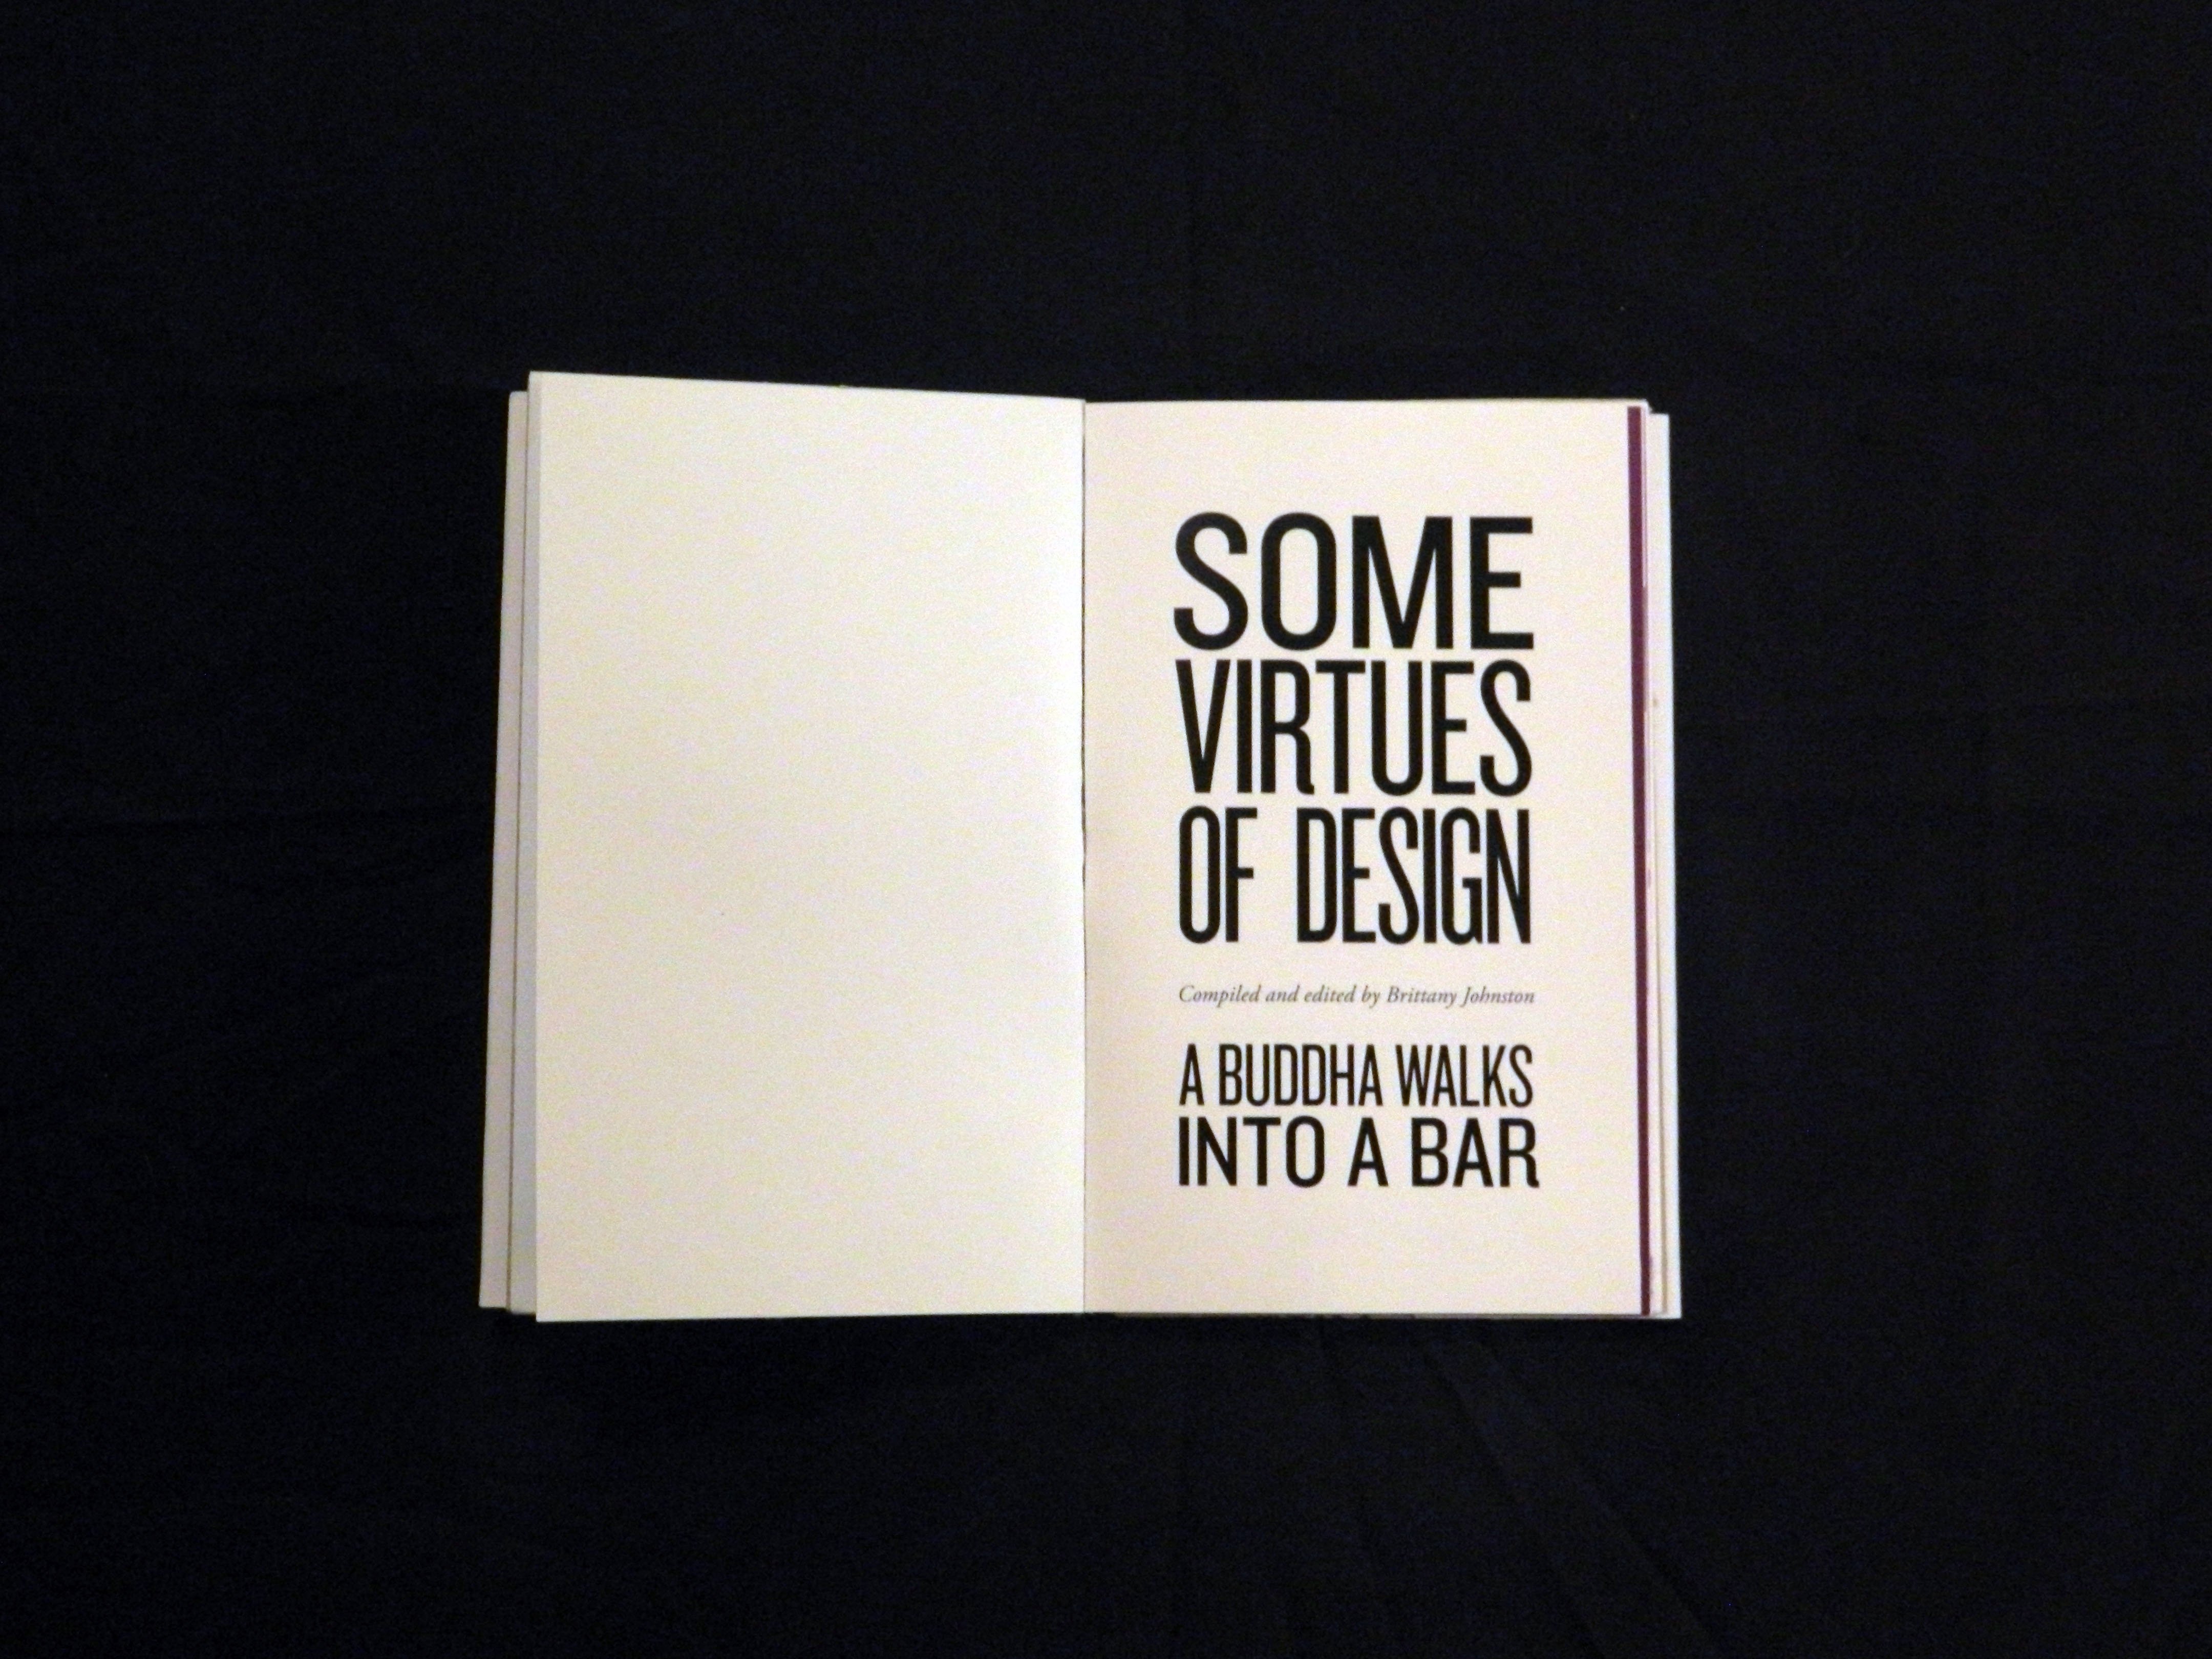 SOME
VIRTUES
OF DESIGN
Compiled and edited by Brittany Johnston
A BUDDHA WALKS
INTO A BAR